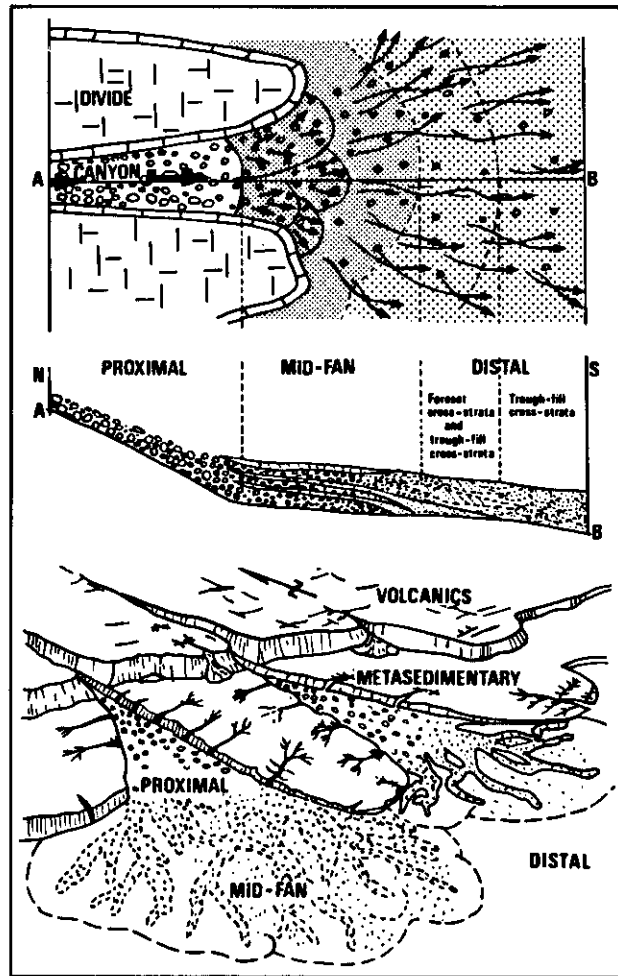 DIVIDE
CANYON
A
B
N
PROXIMAL
MID-FAN
DISTAL
S
A
Foreset
cross-strata
and
trough-fill
cross-strata
Trough-fill
cross-strata
B
N
VOLCANICS
METASEDIMENTARY
PROXIMAL
MID-FAN
DISTAL